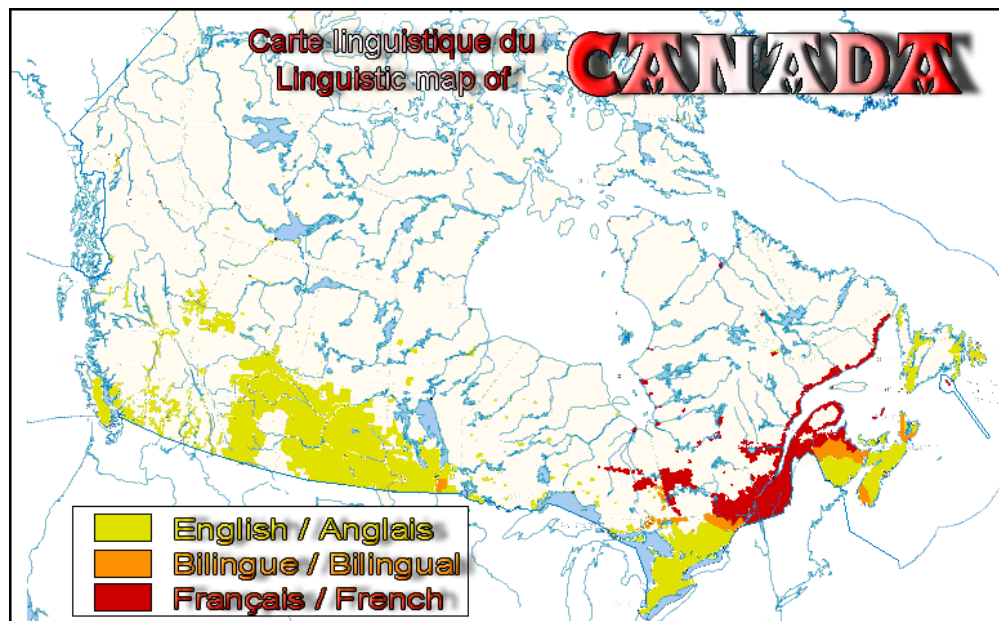 Carte linguistique du
Linguistic map of
CANADA
English / Anglais
Bilingue / Bilingual
Français / French